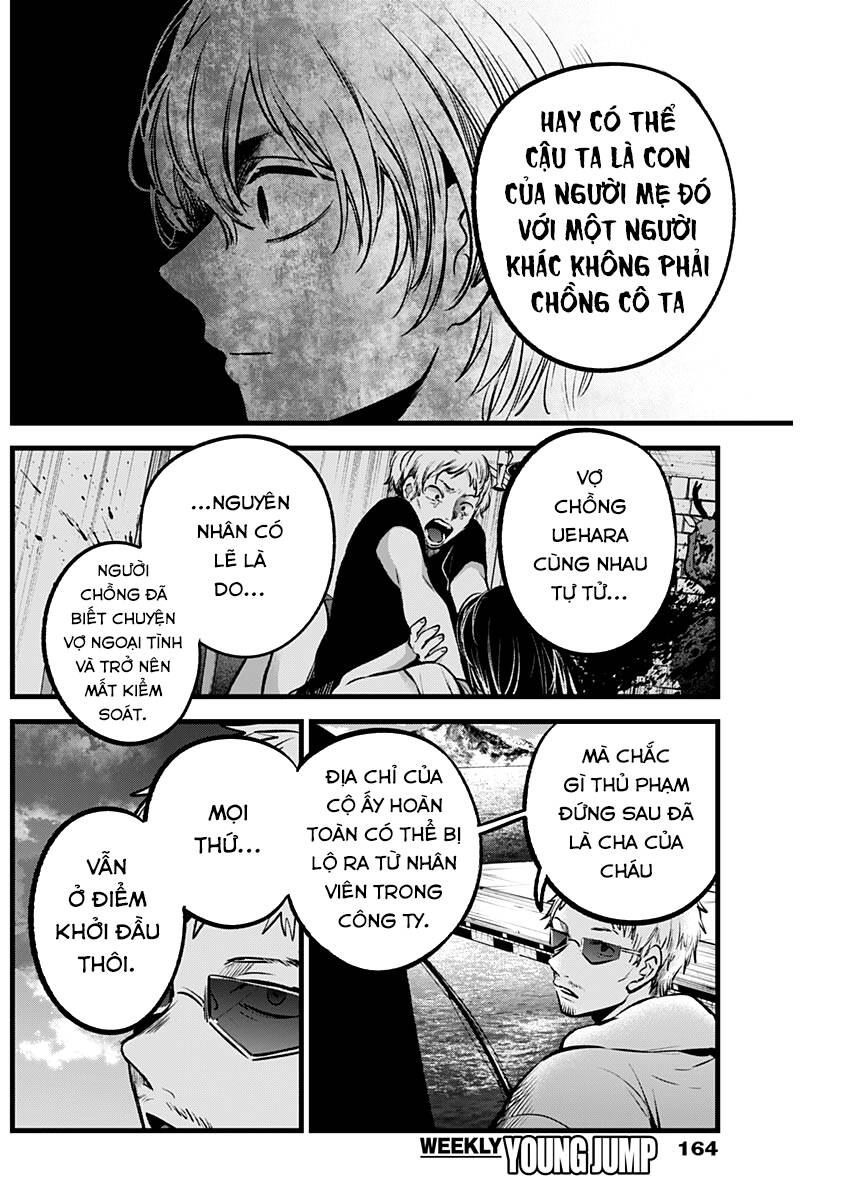 HAY CÓ THỂ
CẬU TA LÀ CON
CỦA NGƯỜI MẸ ĐÓ
VỚI MỘT NGƯỜI
KHÁC KHÔNG PHẢI
CHỒNG CÔ TA
VỢ
CHỒNG
UEHARA
CÙNG NHAU
TỰ TỬ...
...NGUYÊN
NHÂN CÓ
LẼ LÀ
DO...
NGƯỜI
CHỒNG ĐÃ
BIẾT CHUYỆN
VỢ NGOẠI TÌNH
VÀ TRỞ NÊN
MẤT KIỂM
SOÁT.
MÀ CHẮC
GÌ THỦ PHẠM
ĐỨNG SAU ĐÃ
LÀ CHA CỦA
CHÁU
ĐỊA CHỈ CỦA
CỘ ẤY HOÀN
TOÀN CÓ THỂ BỊ
LỘ RA TỪ NHÂN
VIÊN TRONG
CÔNG TY.
MỌI
THỨ...
VẪN
Ở ĐIỂM
KHỞI ĐẦU
THÔI.
WEEKLY YOUNG JUMP 164